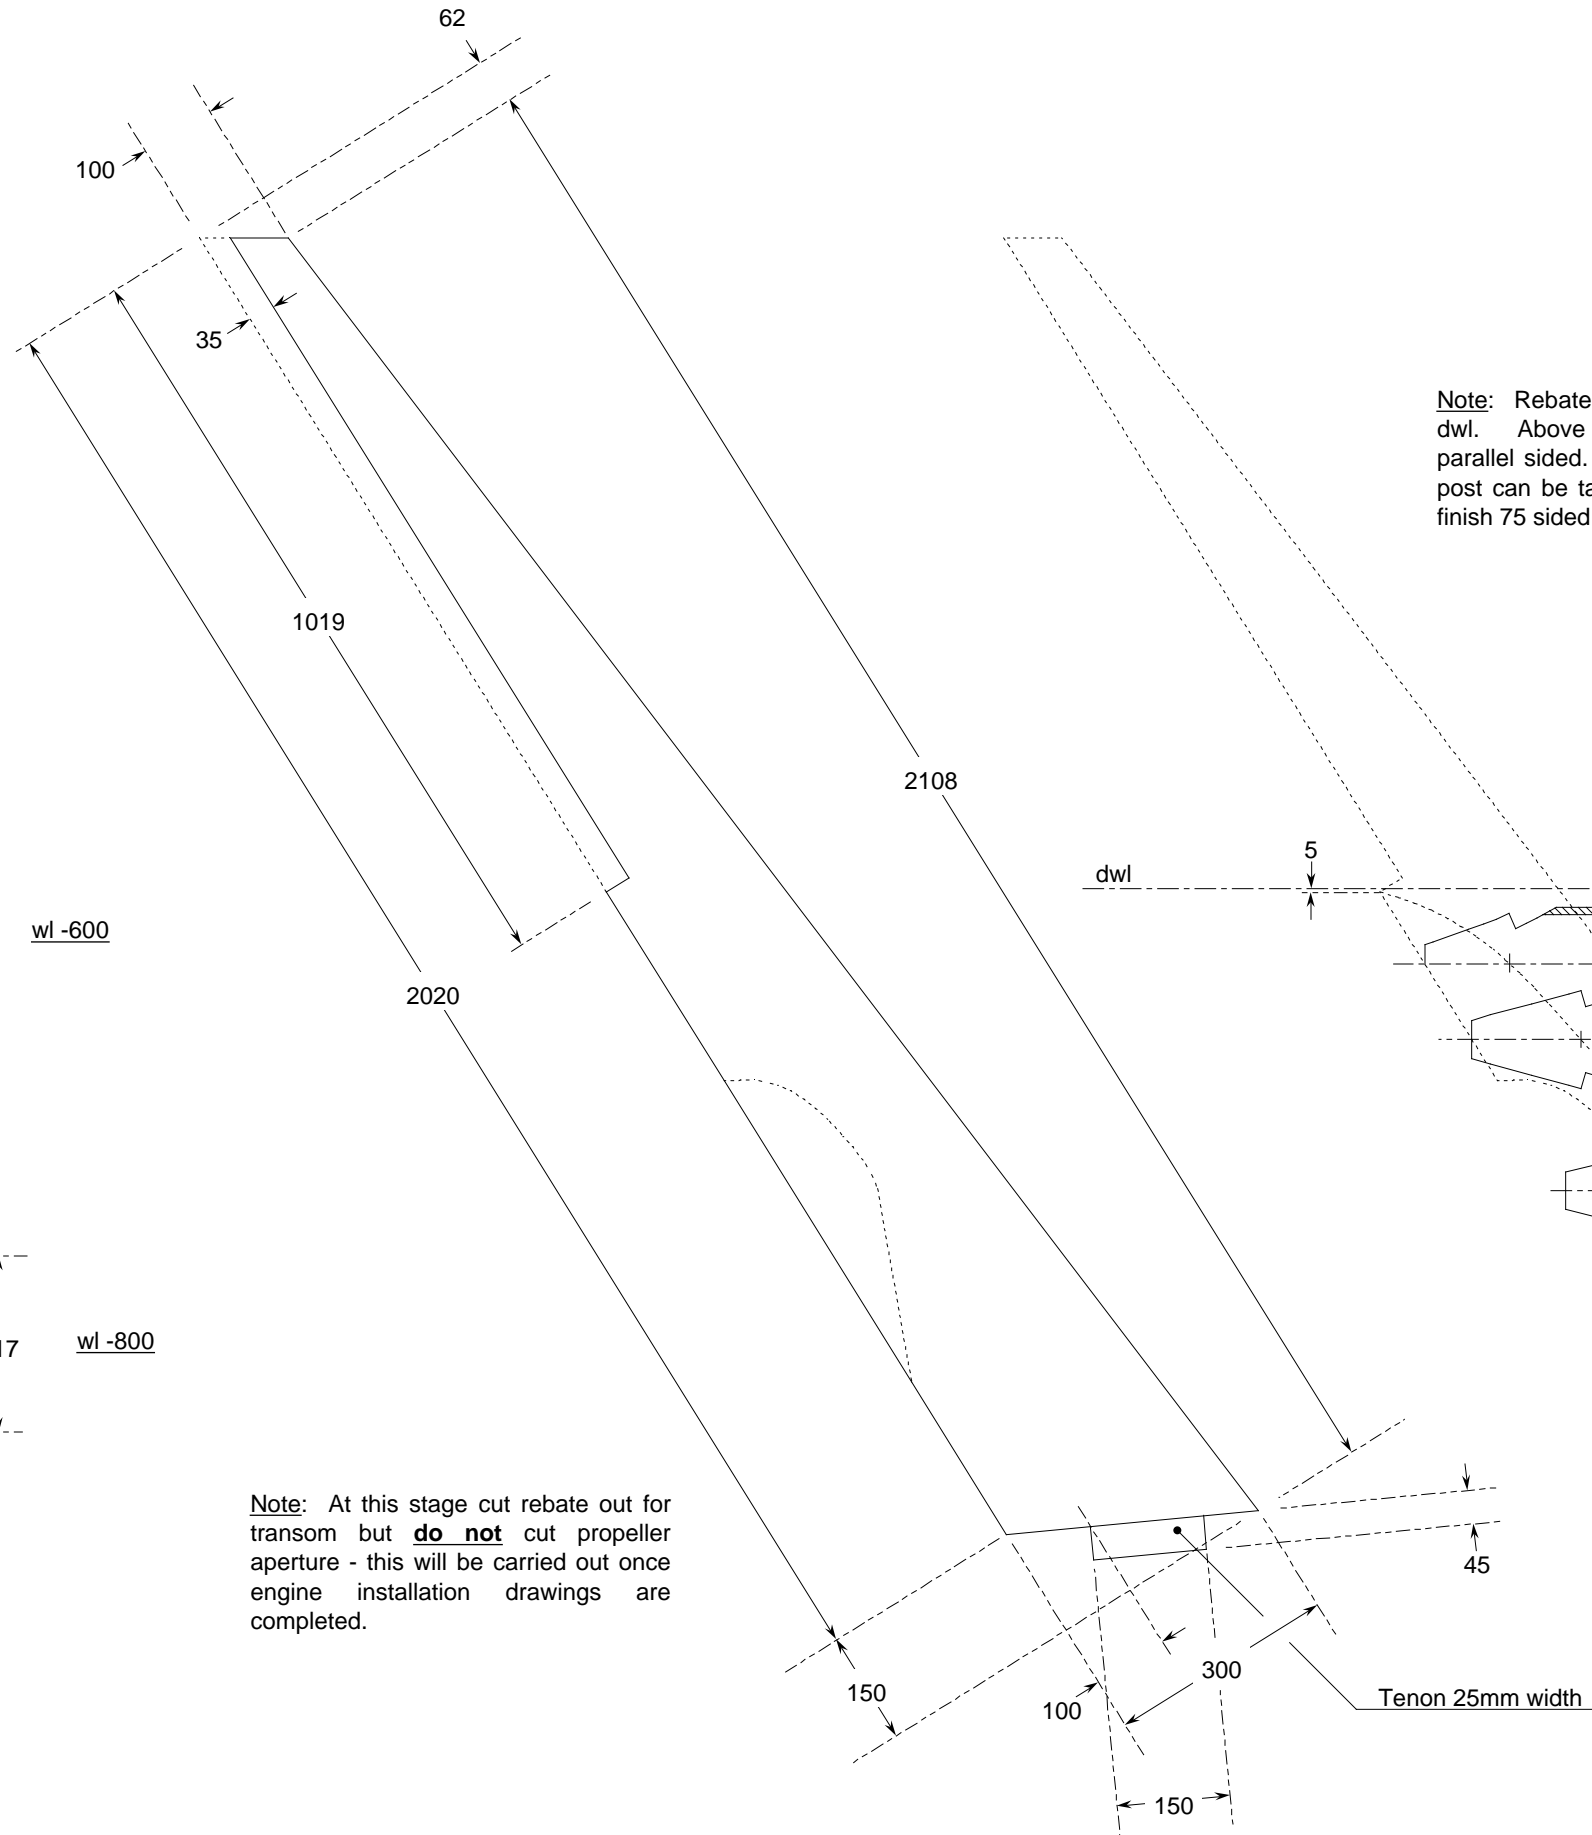 62
100
35
Note: Rebate
dwl. Above
parallel sided.
post can be
finish 75 sided
1019
2108
5
dwl
wl -600
2020
wl -800
Note: At this stage cut rebate out for
transom but do not cut propeller
aperture - this will be carried out once
engine installation drawings are
completed.
45
300
150
100
Tenon 25mm width
150